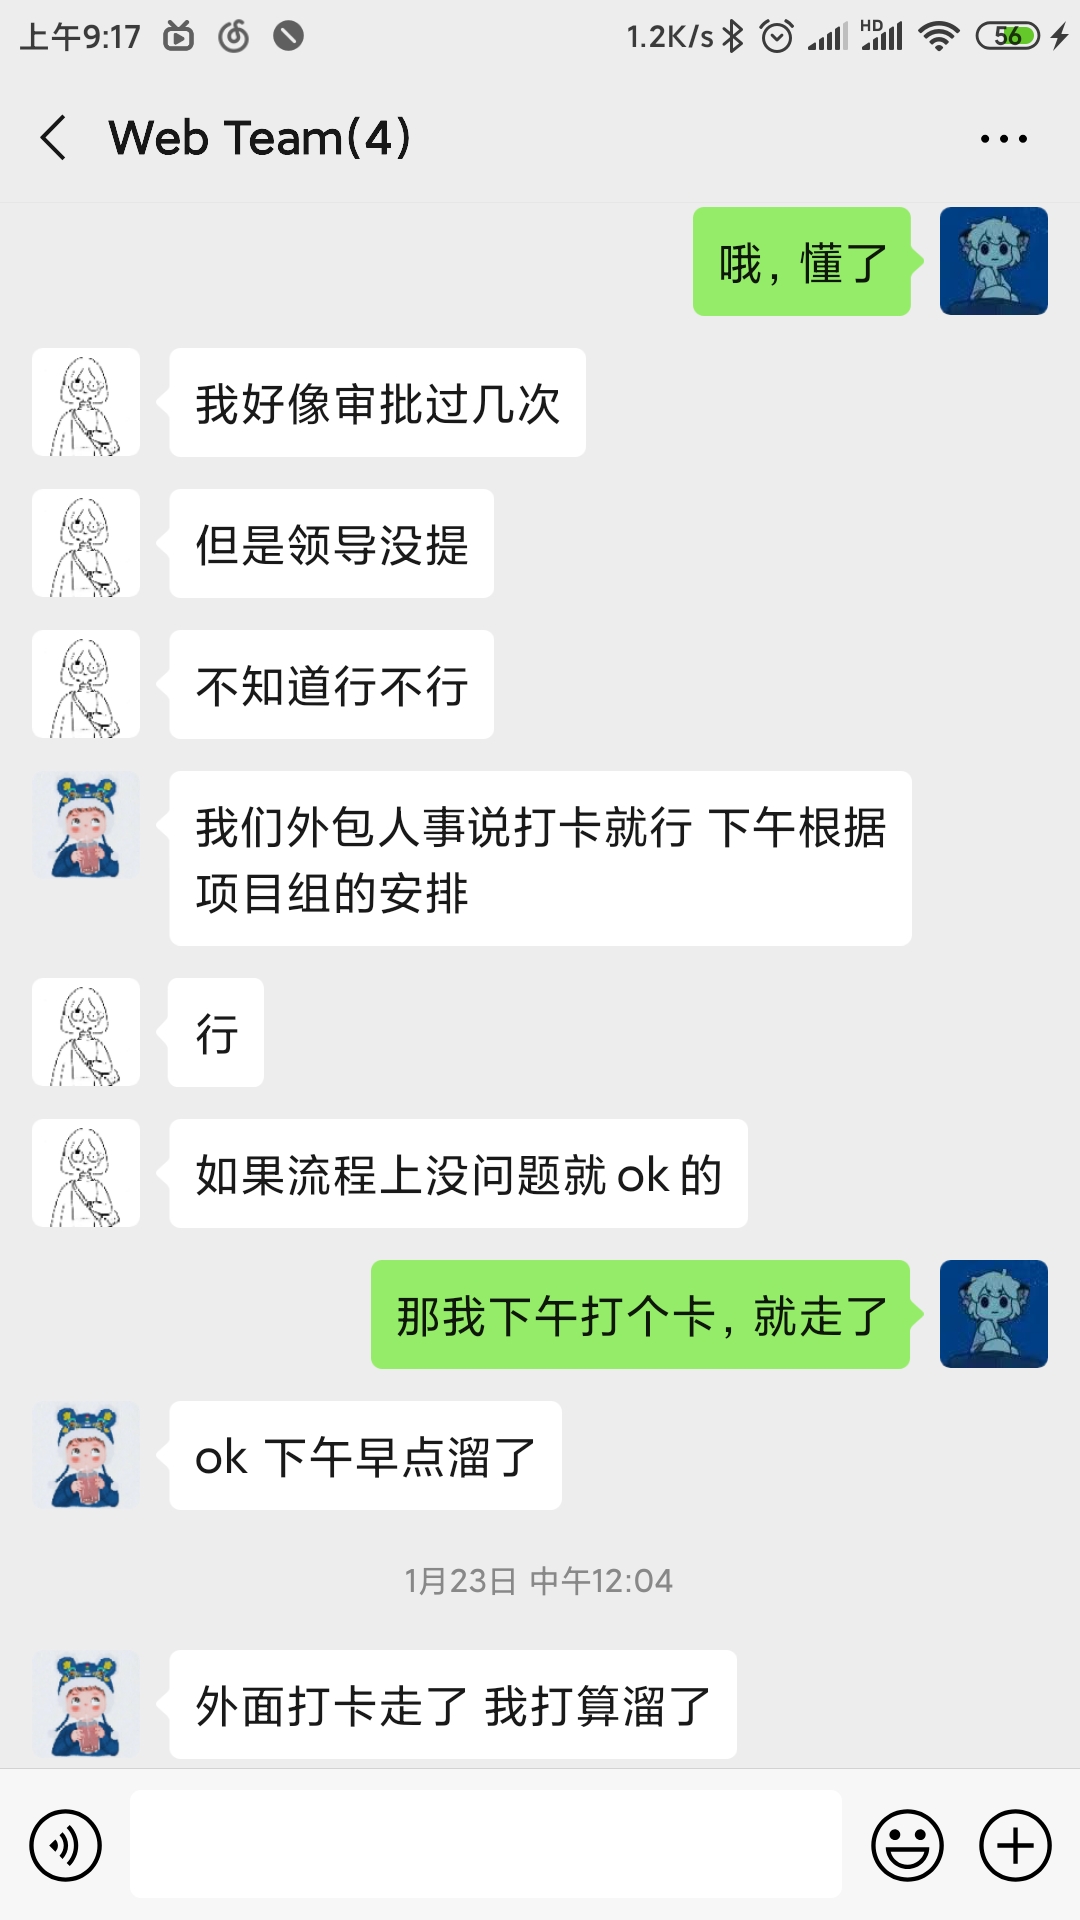 上午9:17
1.2K/s
HD
56
Web Team(4)
哦，懂了
我好像审批过几次
但是领导没提
不知道行不行
我们外包人事说打卡就行 下午根据
项目组的安排
行
如果流程上没问题就ok的
那我下午打个卡，就走了
ok 下午早点溜了
1月23日 中午12:04
外面打卡走了 我打算溜了